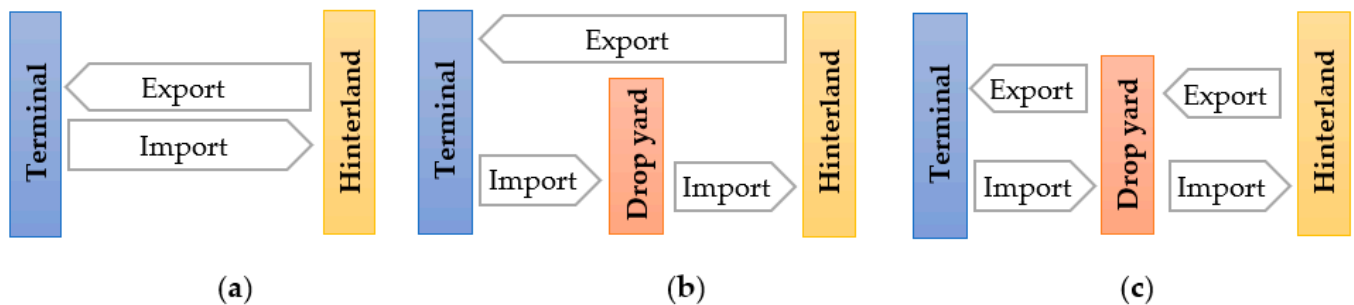 Terminal
Export
Import
Hinterland
(a)
Terminal
Export
Import
Drop yard
Import
Hinterland
(b)
Terminal
Export
Import
Drop yard
Export
Import
Hinterland
(c)